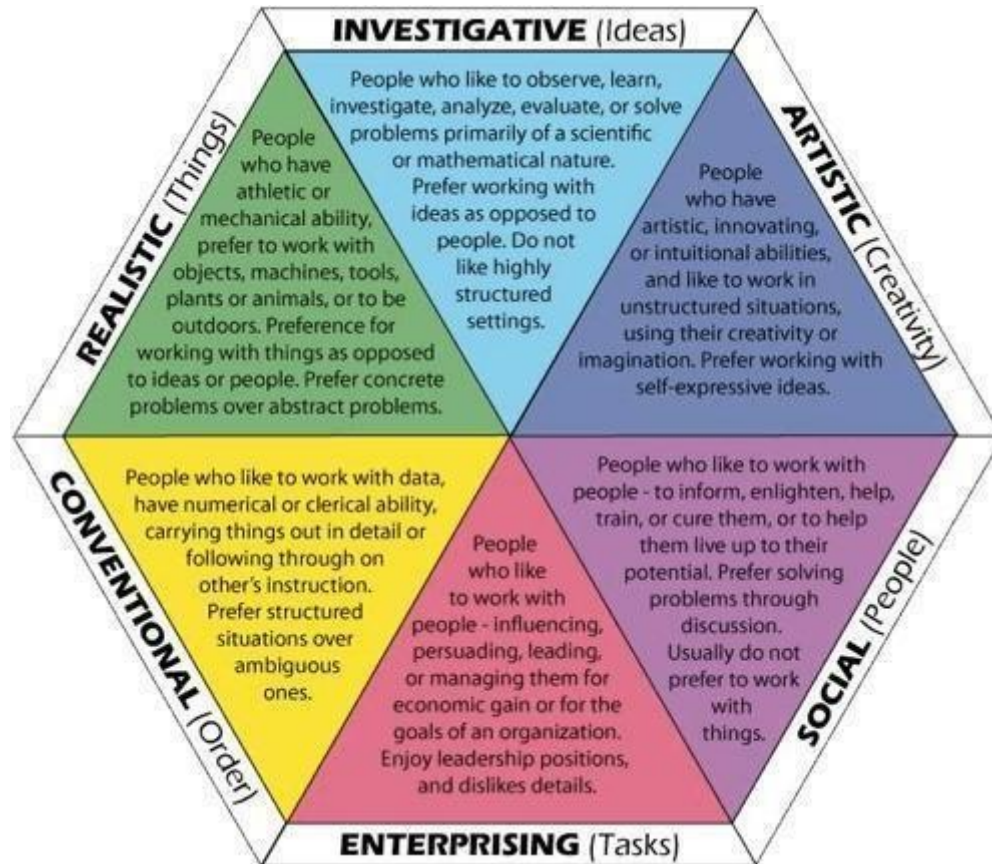 INVESTIGATIVE (Ideas)
People who like to observe, learn,
investigate, analyze, evaluate, or solve
problems primarily of a scientific
or mathematical nature.
Prefer working with
ideas as opposed to
people. Do not
like highly
structured
settings.
ARTISTIC (Creativity)
People
who have
artistic, innovating,
or intuitional abilities,
and like to work in
unstructured situations,
using their creativity or
imagination. Prefer working with
self-expressive ideas.
SOCIAL (People)
People who like to work with
people - to inform, enlighten, help,
train, or cure them, or to help
them live up to their
potential. Prefer solving
problems through
discussion.
Usually do not
prefer to work
with
things.
ENTERPRISING (Tasks)
People
who like
to work with
people - influencing,
persuading, leading,
or managing them for
economic gain or for the
goals of an organization.
Enjoy leadership positions,
and dislikes details.
CONVENTIONAL (Order)
People who like to work with data,
have numerical or clerical ability,
carrying things out in detail or
following through on
other's instruction.
Prefer structured
situations over
ambiguous
ones.
REALISTIC (Things)
People
who have
athletic or
mechanical ability,
prefer to work with
objects, machines, tools,
plants or animals, or to be
outdoors. Preference for
working with things as opposed
to ideas or people. Prefer concrete
problems over abstract problems.